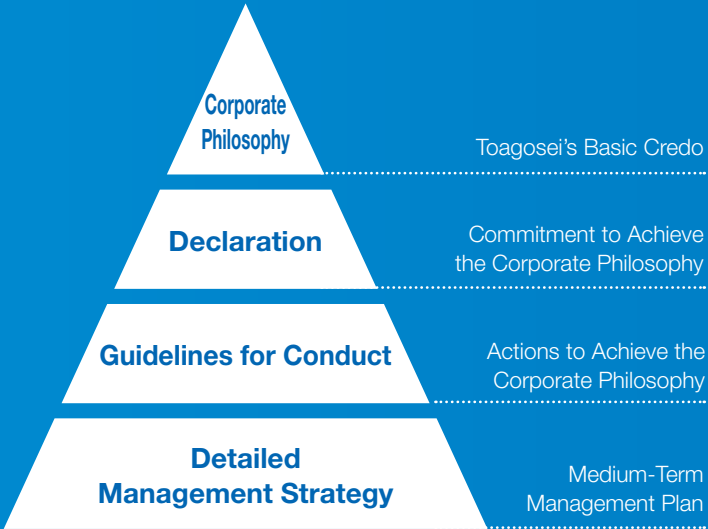 Corporate
Philosophy
Toagosei's Basic Credo
Declaration
Commitment to Achieve
the Corporate Philosophy
Guidelines for Conduct
Actions to Achieve the
Corporate Philosophy
Detailed
Management Strategy
Medium-Term
Management Plan